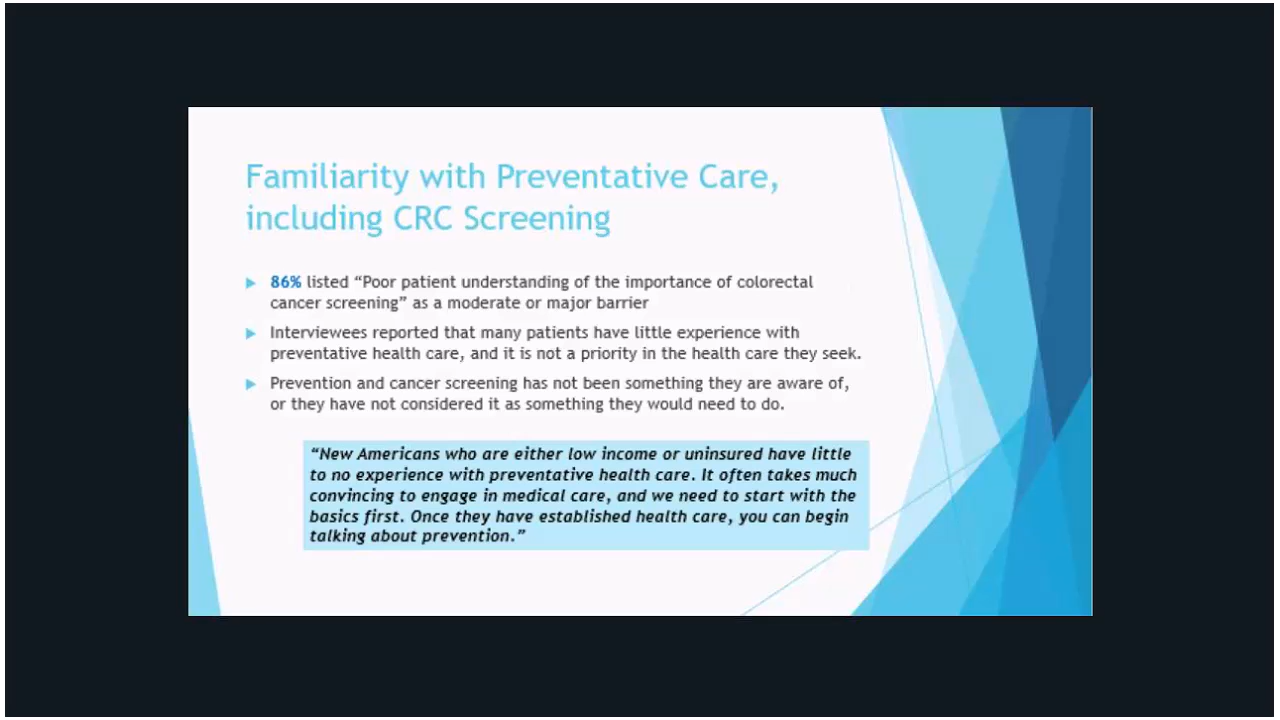 Familiarity with Preventative Care,
including CRC Screening
86% listed “Poor patient understanding of the importance of colorectal
cancer screening” as a moderate or major barrier
Interviewees reported that many patients have little experience with
preventative health care, and it is not a priority in the health care they seek.
Prevention and cancer screening has not been something they are aware of,
or they have not considered it as something they would need to do.
“New Americans who are either low income or uninsured have little
to no experience with preventative health care. It often takes much
convincing to engage in medical care, and we need to start with the
basics first. Once they have established health care, you can begin
talking about prevention.”